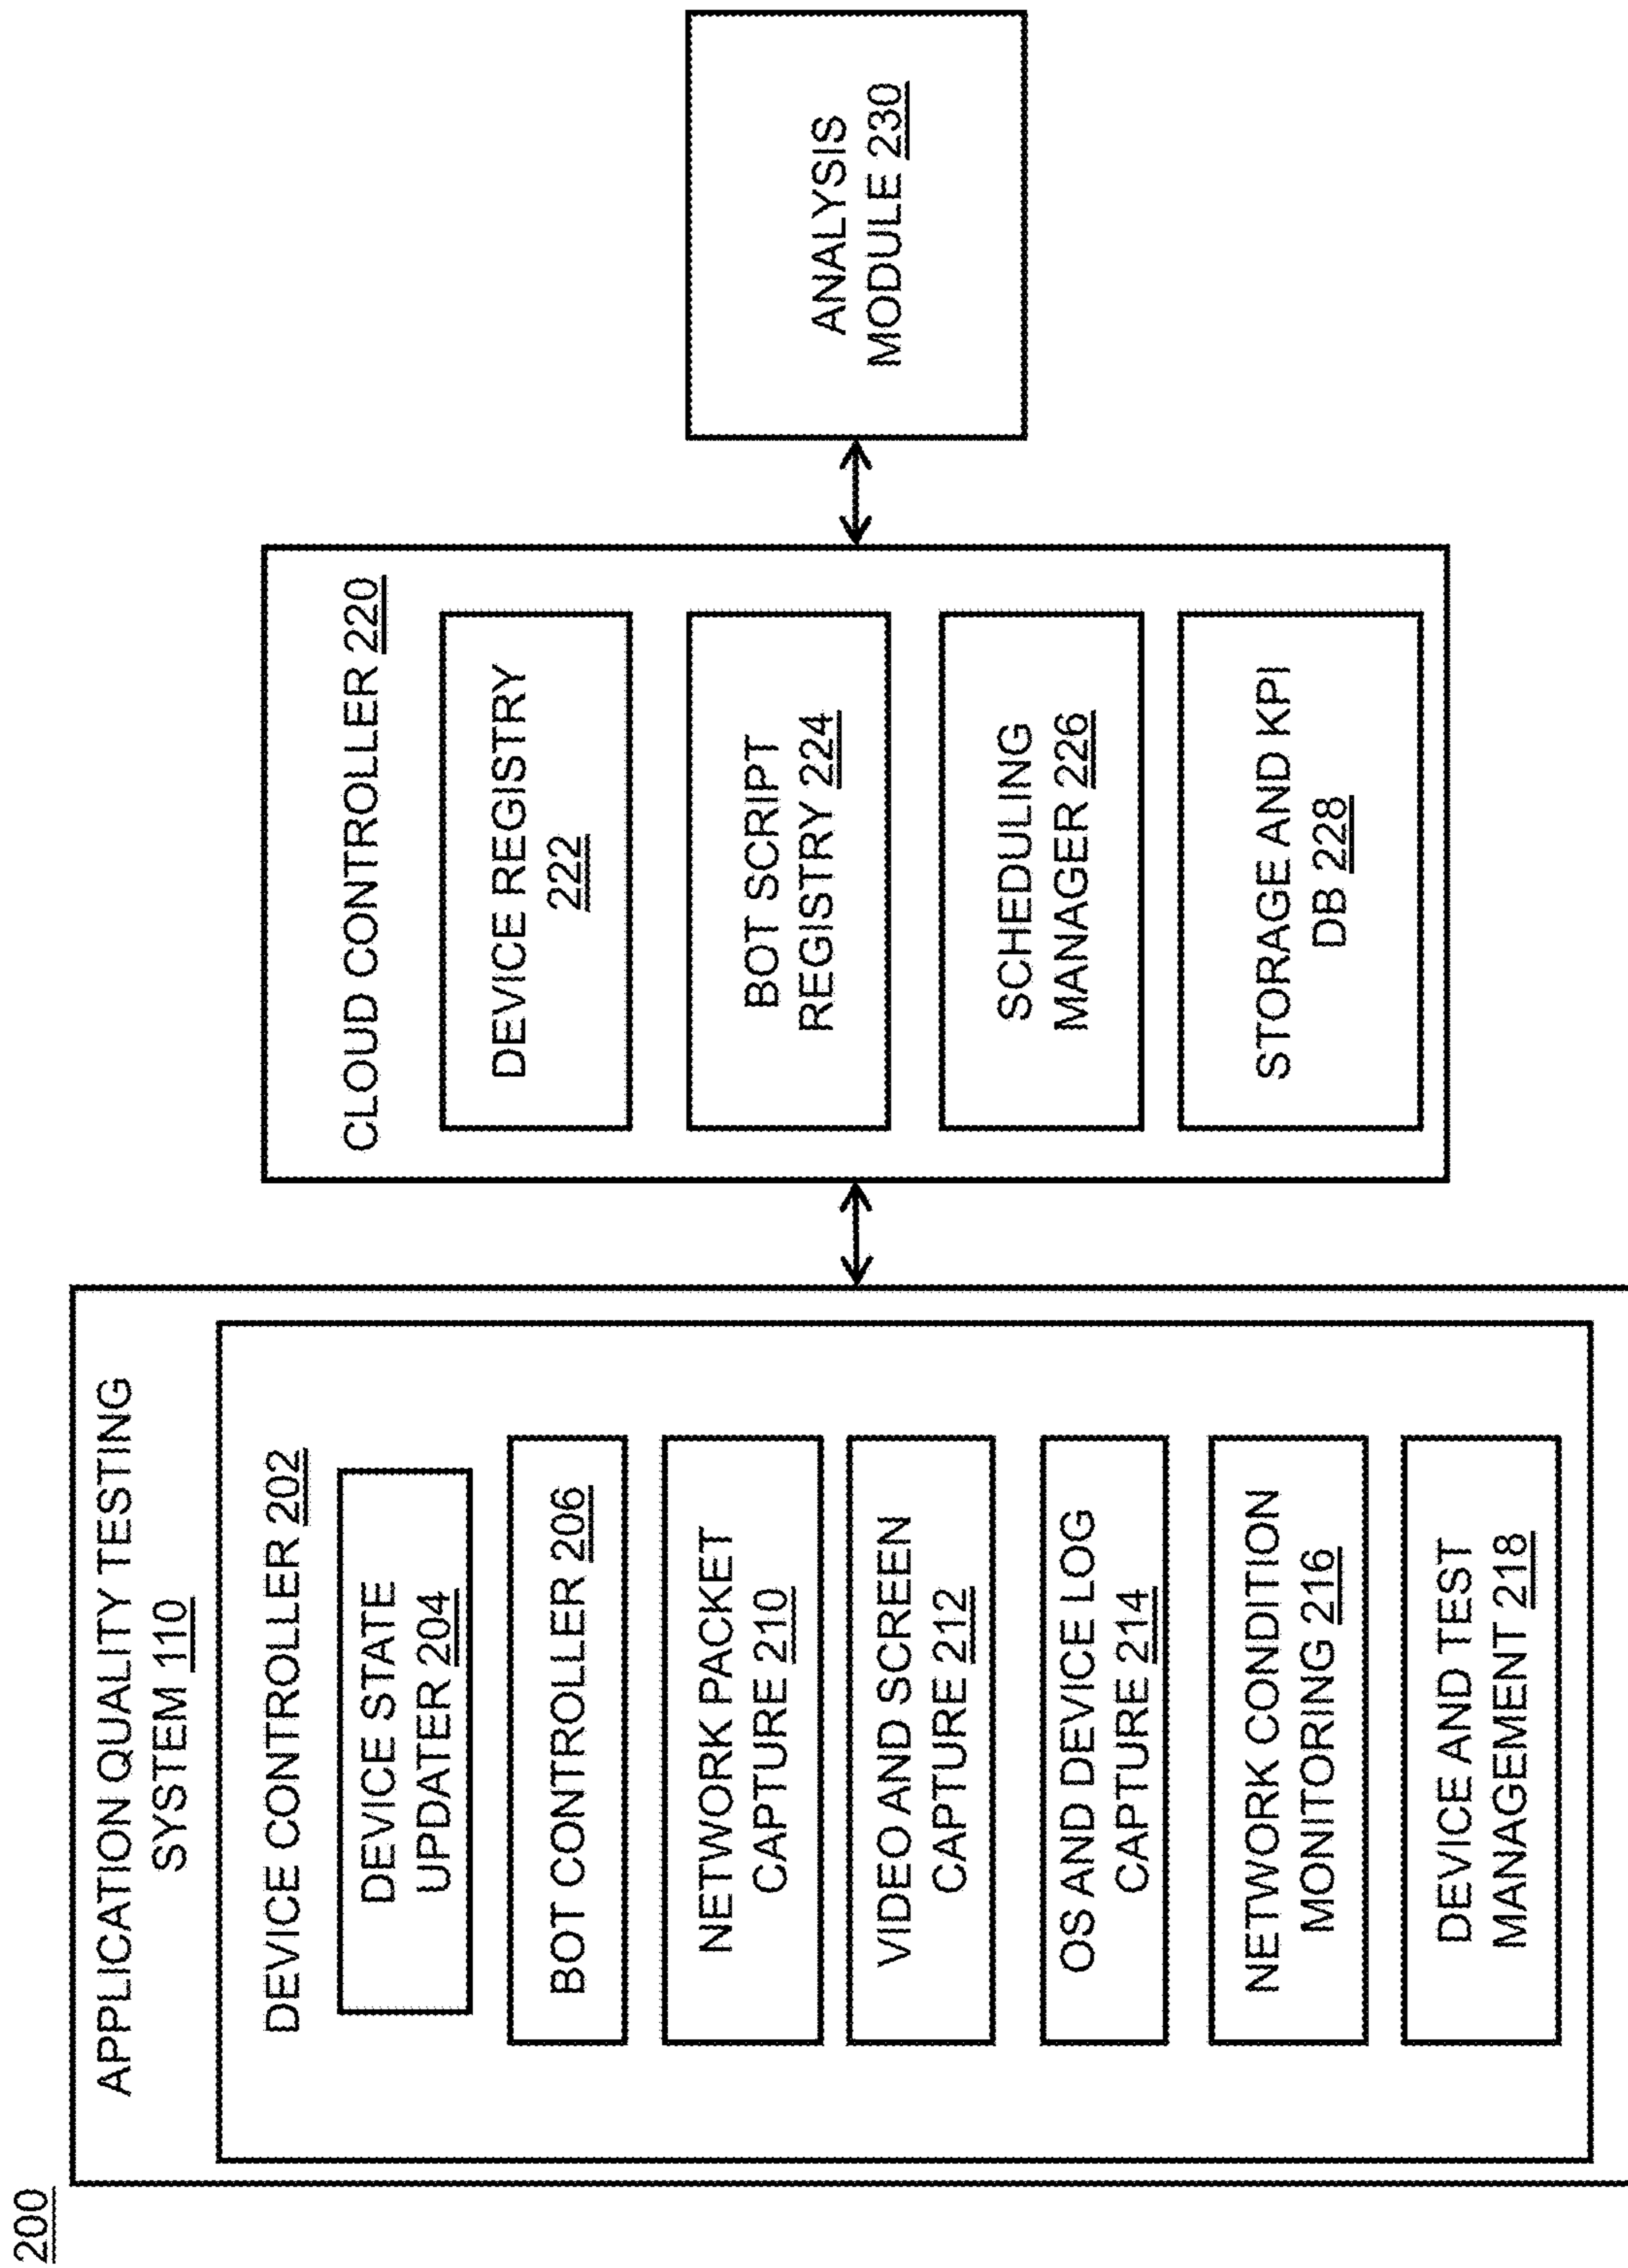 200
APPLICATION QUALITY TESTING
SYSTEM 110
DEVICE CONTROLLER 202
DEVICE STATE
UPDATER 204
BOT CONTROLLER 206
NETWORK PACKET
CAPTURE 210
VIDEO AND SCREEN
CAPTURE 212
OS AND DEVICE LOG
CAPTURE 214
NETWORK CONDITION
MONITORING 216
DEVICE AND TEST
MANAGEMENT 218
CLOUD CONTROLLER 220
DEVICE REGISTRY
222
BOT SCRIPT
REGISTRY 224
SCHEDULING
MANAGER 226
STORAGE AND KPI
DB 228
ANALYSIS
MODULE 230